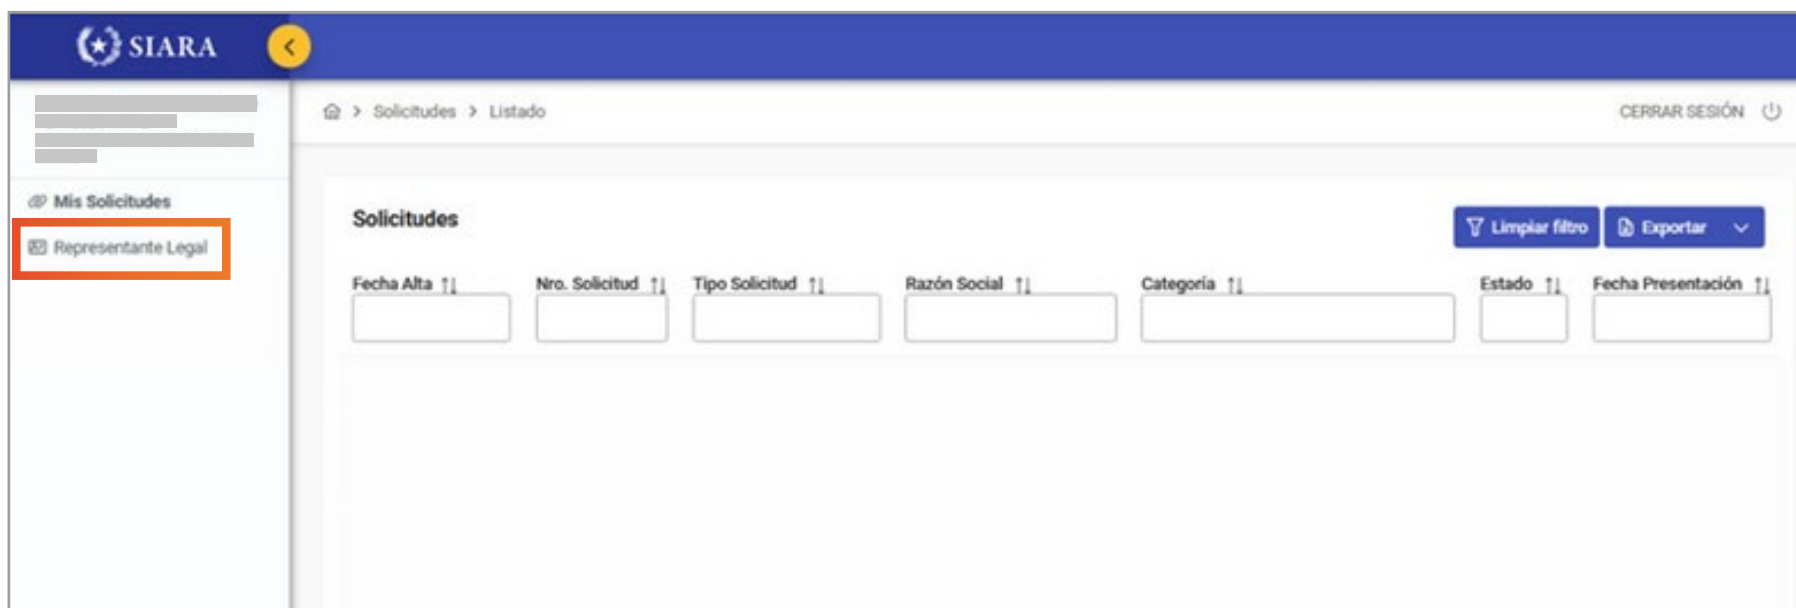 SIARA
Solicitudes > Listado
CERRAR SESIÓN
Mis Solicitudes
Representante Legal
Solicitudes
Limpiar filtro
Exportar
Fecha Alta
Nro. Solicitud
Tipo Solicitud
Razón Social
Categoría
Estado
Fecha Presentación